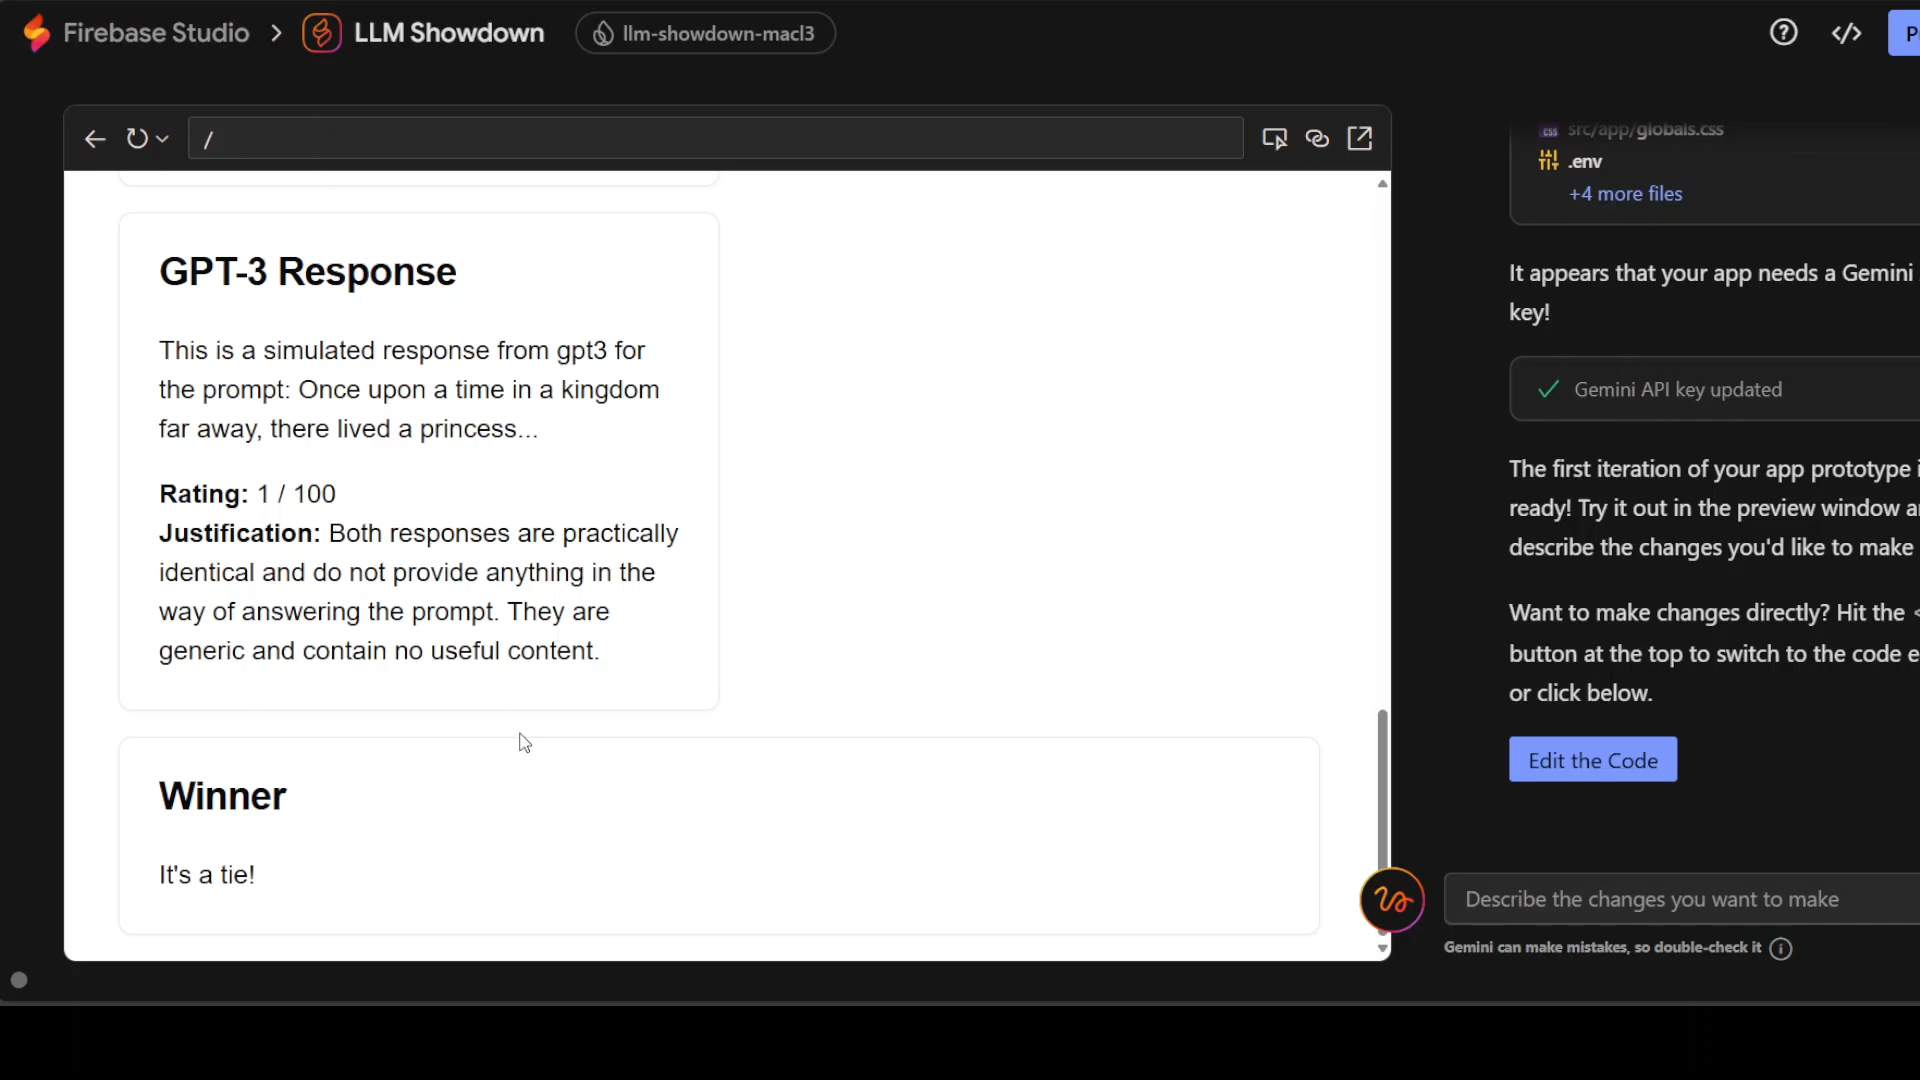 Firebase Studio > LLM Showdown llm-showdown-macl3
/
GPT-3 Response
This is a simulated response from gpt3 for
the prompt: Once upon a time in a kingdom
far away, there lived a princess...
Rating: 1 / 100
Justification: Both responses are practically
identical and do not provide anything in the
way of answering the prompt. They are
generic and contain no useful content.
Winner
It's a tie!
css src/app/globals.css
.env
+4 more files
It appears that your app needs a Gemini
key!
Gemini API key updated
The first iteration of your app prototype
ready! Try it out in the preview window
describe the changes you'd like to make
Want to make changes directly? Hit the <
button at the top to switch to the code
or click below.
Edit the Code
Describe the changes you want to make
Gemini can make mistakes, so double-check it